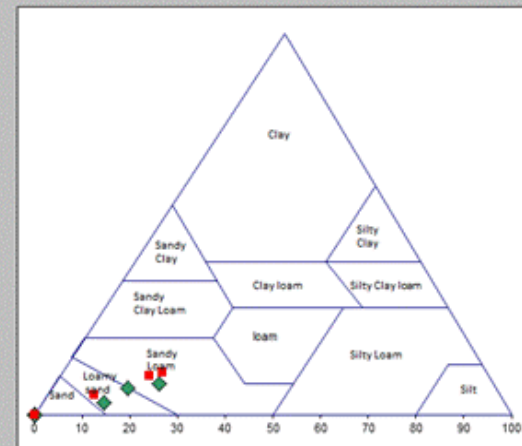 Clay
Silty
Clay
Sandy
Clay
Clay loam
Silty Clay loam
Sandy
Clay Loam
loam
Sandy
Loam
Silty Loam
Loamy
sand
Sand
Silt
0 10 20 30 40 50 60 70 80 90 100